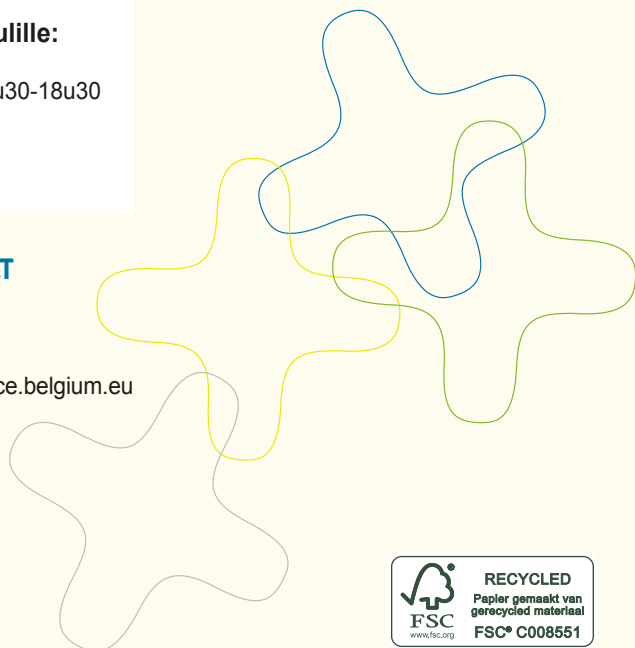 ulille:
u30-18u30
T
ce.belgium.eu
FSC
www.fsc.org
RECYCLED
Papier gemaakt van
gerecycled materiaal
FSC® C008551